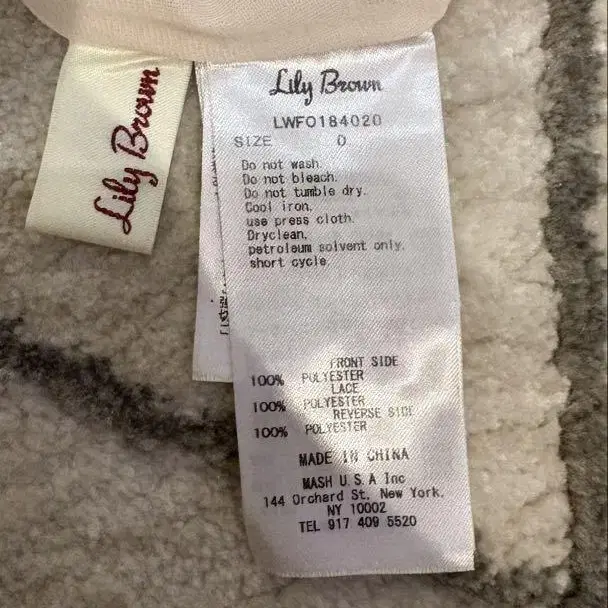 Lily Brown
Lily Brown
LWFO184020
SIZE 0
Do not wash.
Do not bleach.
Do not tumble dry.
Cool iron.
use press cloth.
Dryclean.
petroleum solvent only.
short cycle.
FRONT SIDE
100% POLYESTER
LACE
100% POLYESTER
REVERSE SIDE
100% POLYESTER
MADE IN CHINA
MASH U.S.A Inc
144 Orchard St. New York.
NY 10002
TEL 917 409 5520